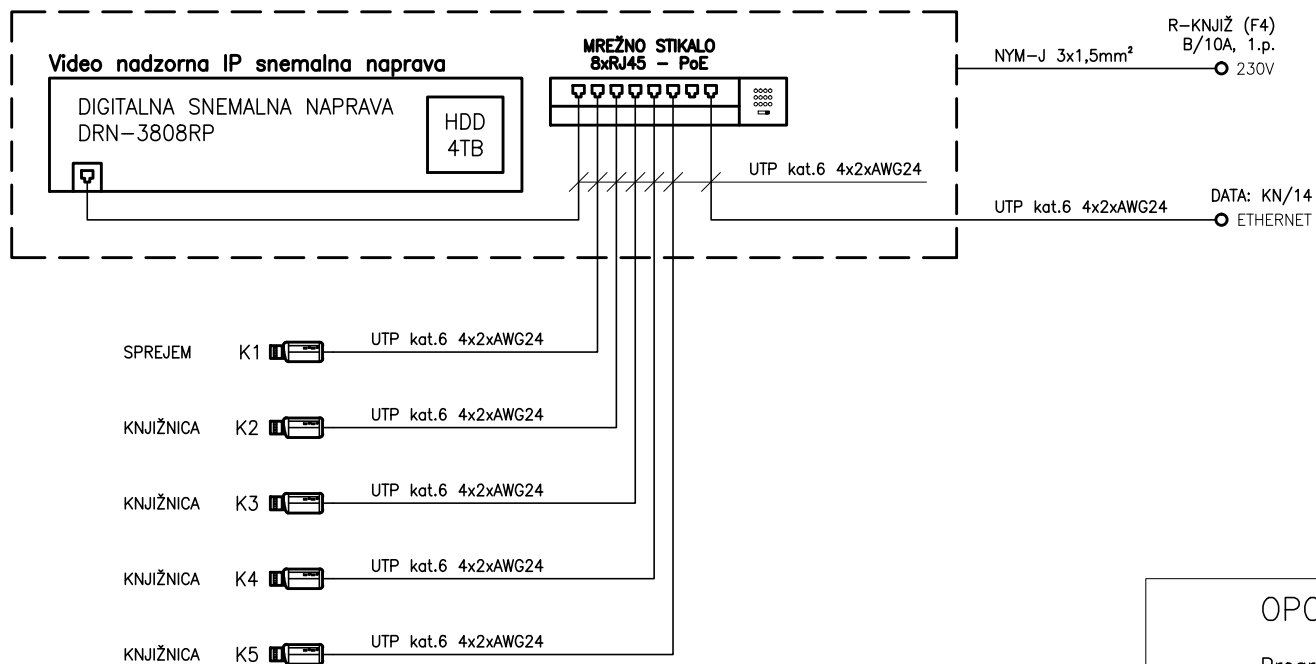 Video nadzorna IP snemalna naprava
DIGITALNA SNEMALNA NAPRAVA
DRN-3808RP
HDD
4TB
MREŽNO STIKALO
8xRJ45 - PoE
UTP kat.6 4x2xAWG24
NYM-J 3x1,5mm²
R-KNJIŽ (F4)
B/10A, 1.p.
230V
UTP kat.6 4x2xAWG24
DATA: KN/14
ETHERNET
SPREJEM K1 UTP kat.6 4x2xAWG24
KNJIŽNICA K2 UTP kat.6 4x2xAWG24
KNJIŽNICA K3 UTP kat.6 4x2xAWG24
KNJIŽNICA K4 UTP kat.6 4x2xAWG24
KNJIŽNICA K5 UTP kat.6 4x2xAWG24